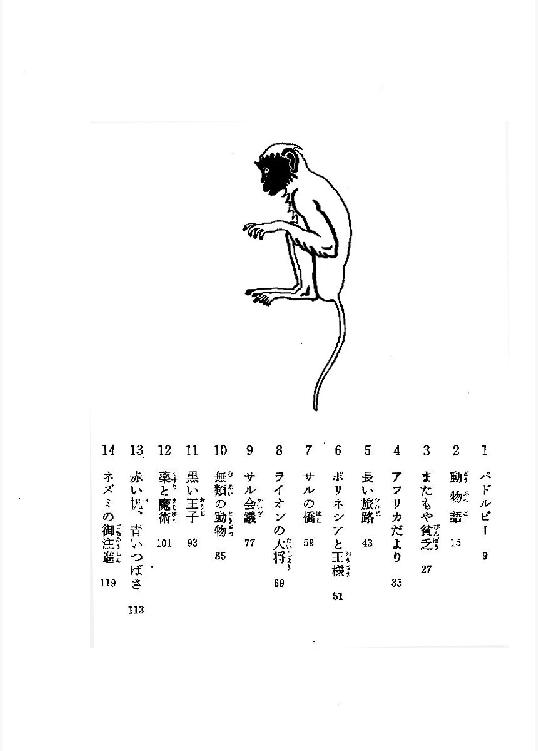 1 パドルビー 9
2 動物語 15
3 またもや貧乏 27
4 アフリカだより 35
5 長い旅路 43
6 ポリネシアと王様 51
7 サルの橋 59
8 ライオンの大将 69
9 サル会議 77
10 無類の動物 85
11 黒い王子 93
12 薬と魔術 101
13 赤い帆、青いつばさ 113
14 ネズミの御注進 119